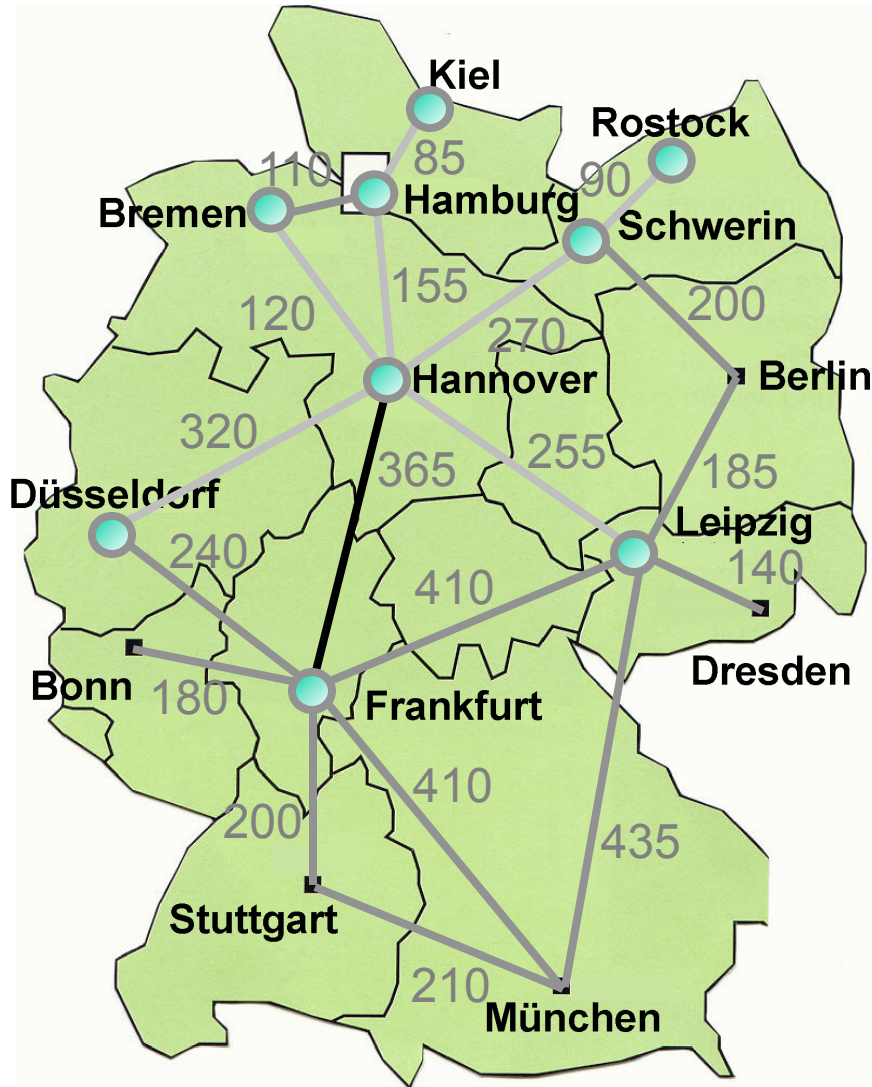 Kiel
Rostock
110
85
90
Bremen
Hamburg
Schwerin
155
200
120
270
Hannover
Berlin
320
365
255
185
Düsseldorf
Leipzig
240
410
140
Bonn
180
Dresden
Frankfurt
410
200
435
Stuttgart
210
München